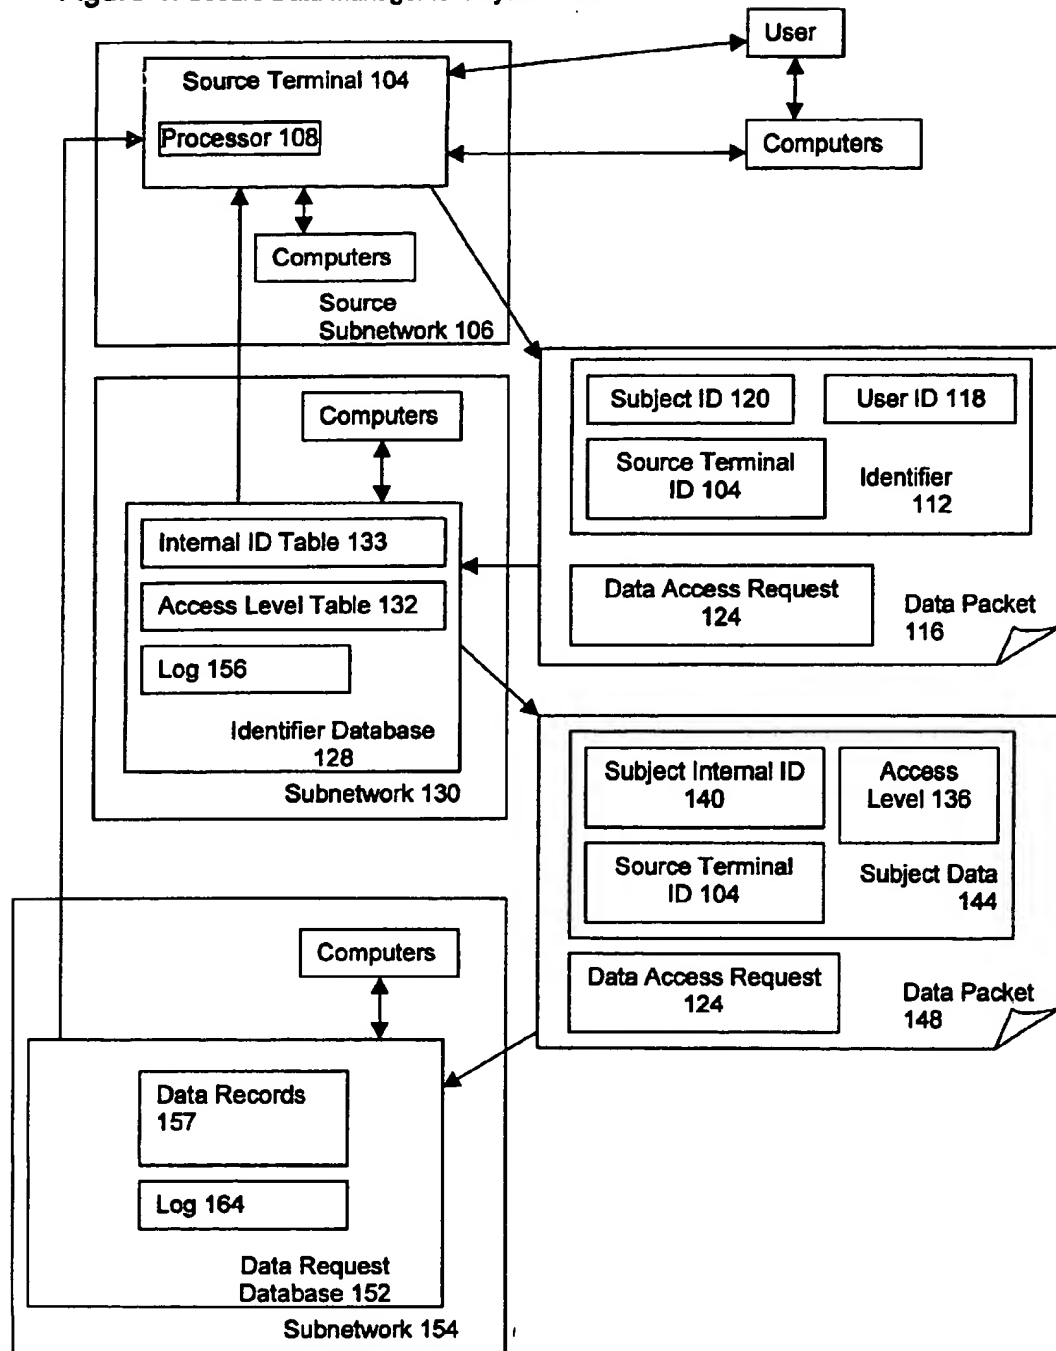 User
Source Terminal 104
Processor 108
Computers
Computers
Source
Subnetwork 106
Subject ID 120
User ID 118
Source Terminal
ID 104
Identifier
112
Data Access Request
124
Data Packet
116
Computers
Internal ID Table 133
Access Level Table 132
Log 156
Identifier Database
128
Subnetwork 130
Subject Internal ID
140
Access
Level 136
Source Terminal
ID 104
Subject Data
144
Data Access Request
124
Data Packet
148
Computers
Data Records
157
Log 164
Data Request
Database 152
Subnetwork 154